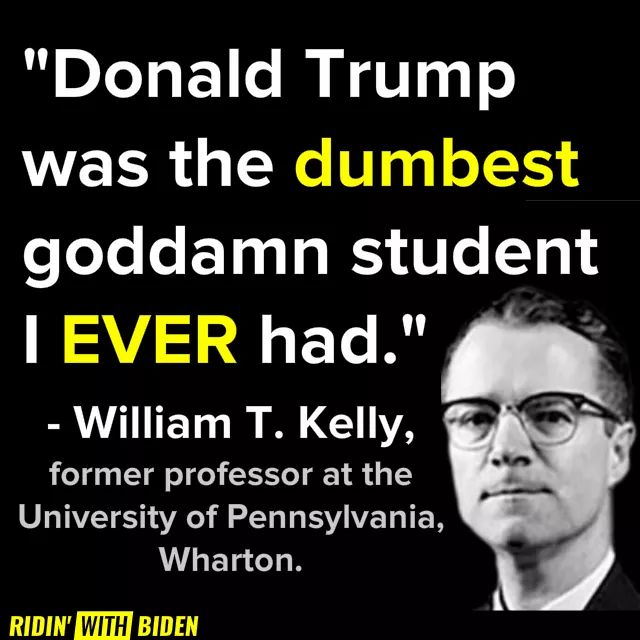 "Donald Trump
was the dumbest
goddamn student
I EVER had."
- William T. Kelly,
former professor at the
University of Pennsylvania,
Wharton.
RIDIN' WITH BIDEN